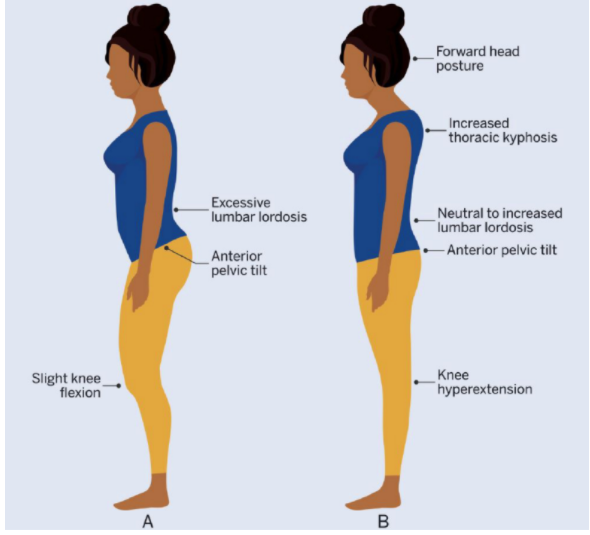 Forward head
posture
Increased
thoracic kyphosis
Excessive
lumbar lordosis
Neutral to increased
lumbar lordosis
Anterior
pelvic tilt
Anterior pelvic tilt
Slight knee
flexion
Knee
hyperextension
A
B